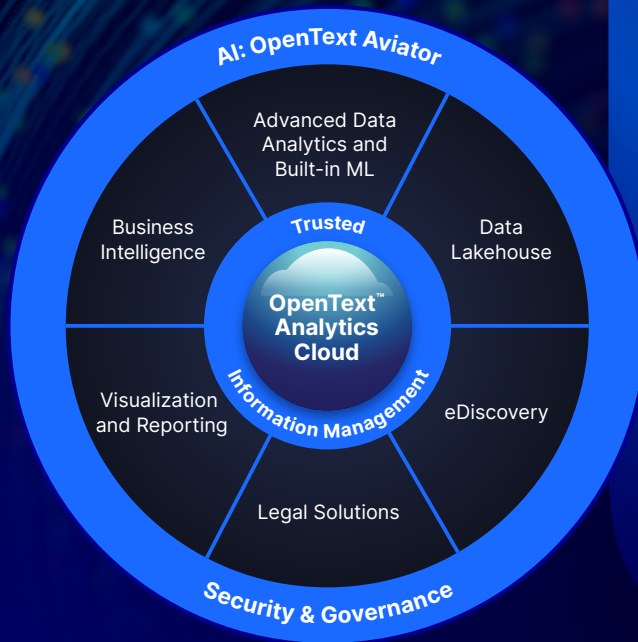 AI: OpenText Aviator
Advanced Data
Analytics and
Built-in ML
Business
Intelligence
Data
Lakehouse
Trusted
OpenText™
Analytics
Cloud
Information Management
Visualization
and Reporting
eDiscovery
Legal Solutions
Security & Governance